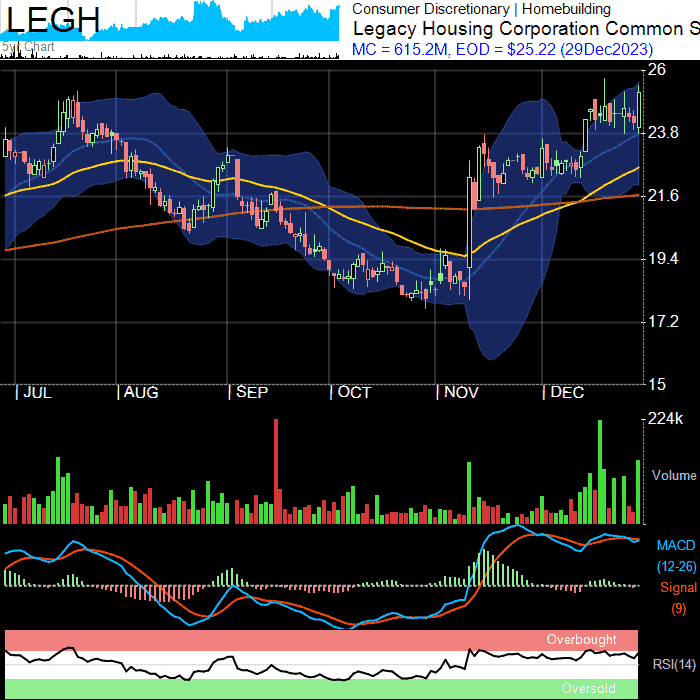 LEGH
5yr Chart
Consumer Discretionary | Homebuilding
Legacy Housing Corporation Common S
MC = 615.2M, EOD = $25.22 (29Dec2023)
26
23.8
21.6
19.4
17.2
15
JUL
AUG
SEP
OCT
NOV
DEC
224k
Volume
MACD
(12-26)
Signal
(9)
Overbought
RSI(14)
Oversold